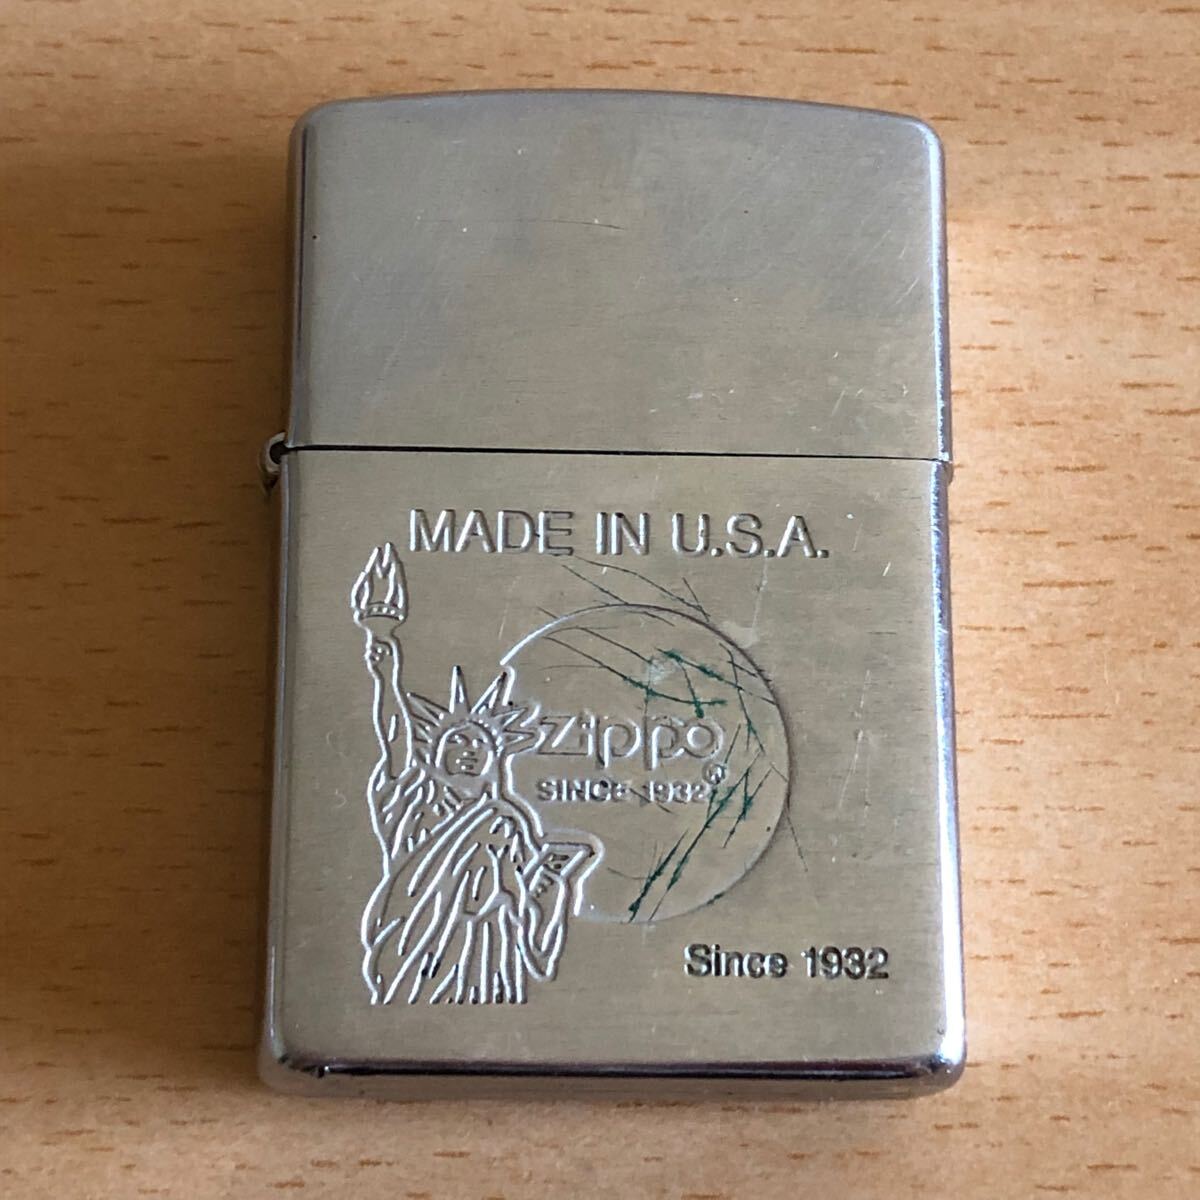 MADE IN U.S.A.
Zippo
SINCE 1932
Since 1932